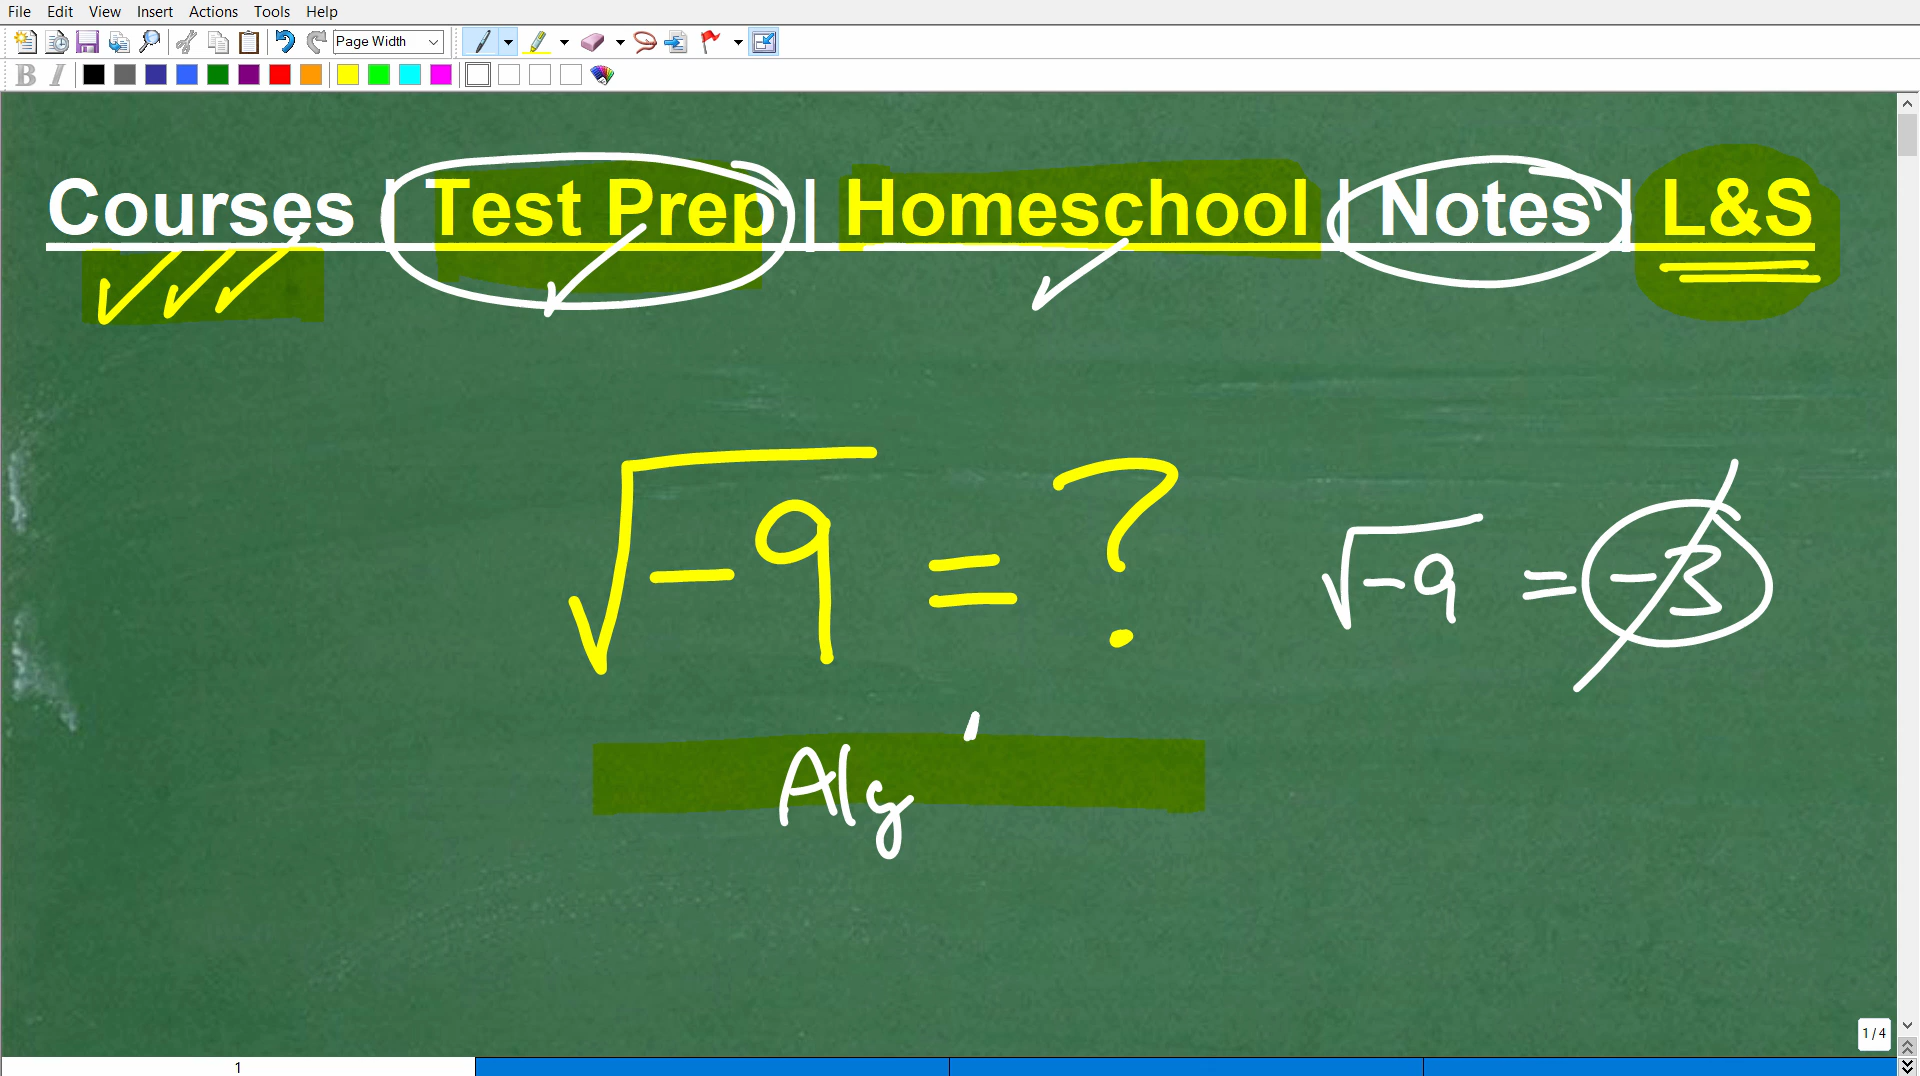 File Edit View Insert Actions Tools Help
Page Width
B I
Courses | Test Prep | Homeschool | Notes | L&S
√-9 = ?
√-9 = -3
Alg
1 / 4
1